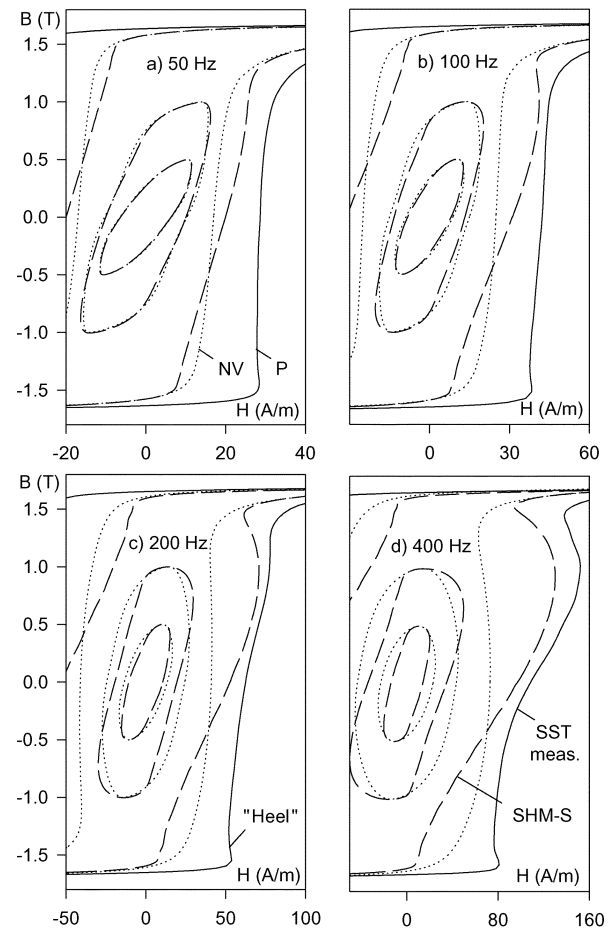 B (T)
1.5
1.0
0.5
0.0
-0.5
-1.0
-1.5
a) 50 Hz
NV
P
H (A/m)
-20
0
20
40
b) 100 Hz
H (A/m)
0
30
60
B (T)
1.5
1.0
0.5
0.0
-0.5
-1.0
-1.5
c) 200 Hz
"Heel"
H (A/m)
-50
0
50
100
d) 400 Hz
SST
meas.
SHM-S
H (A/m)
0
80
160